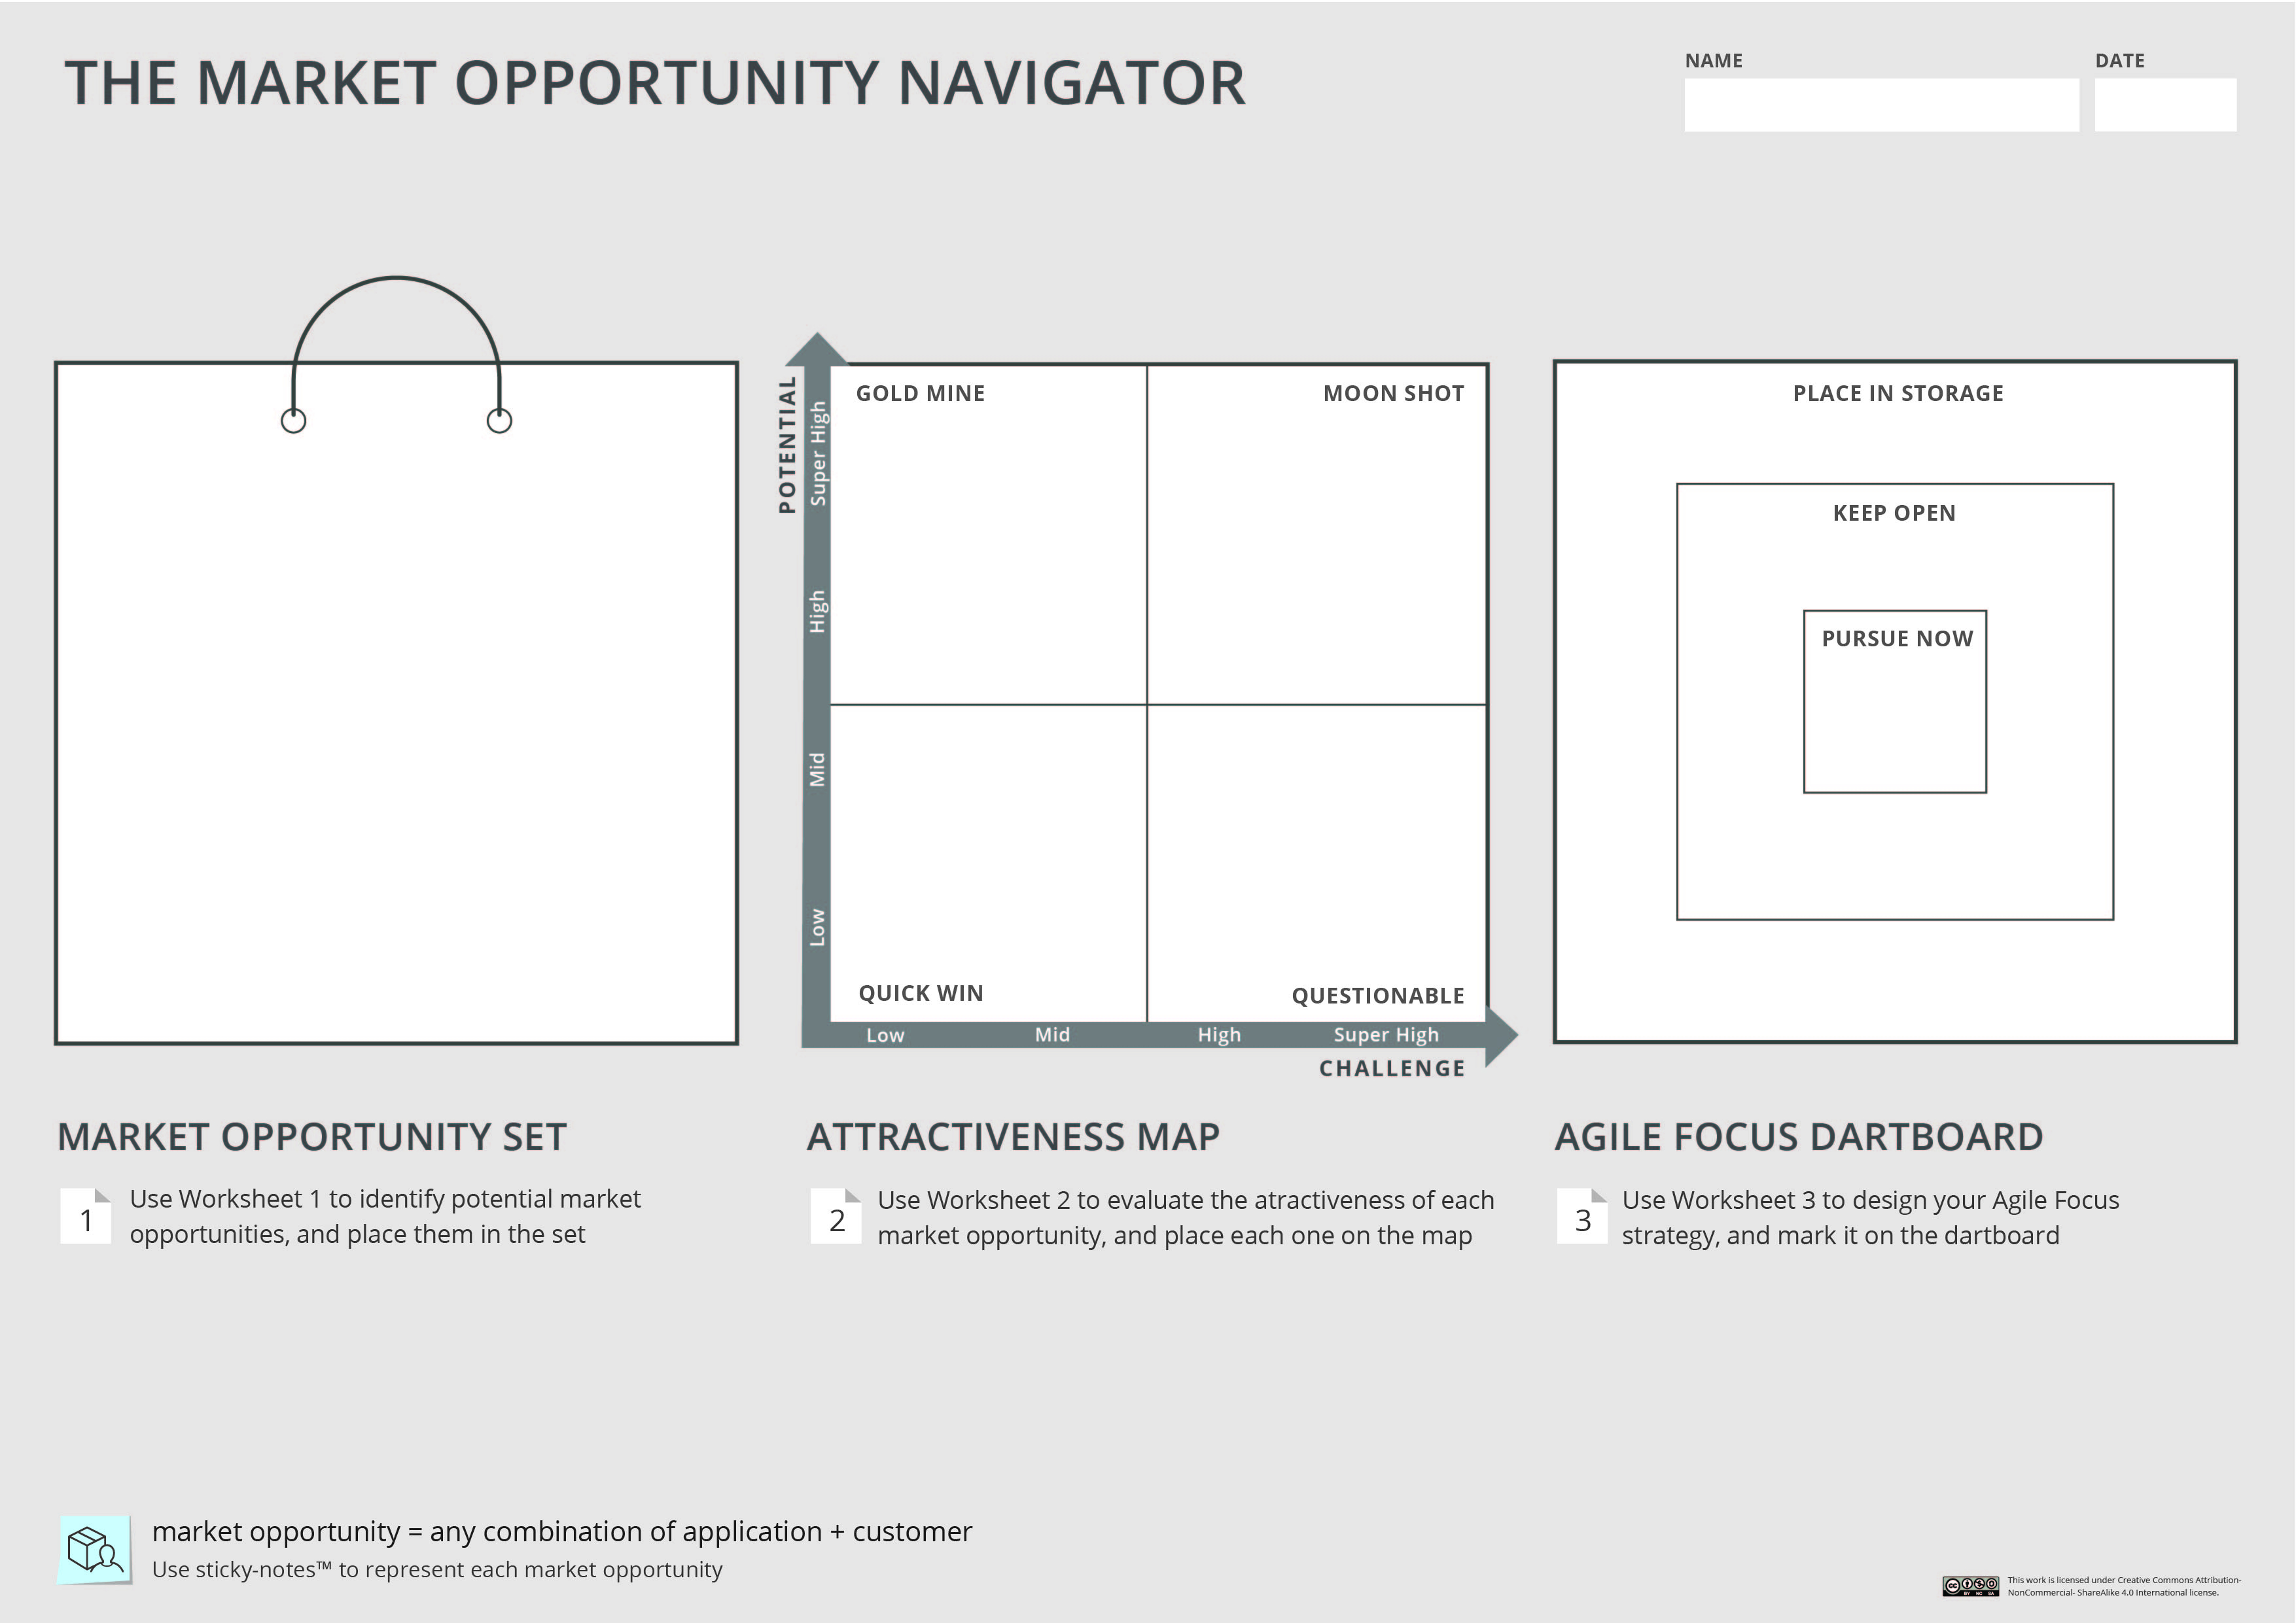 THE MARKET OPPORTUNITY NAVIGATOR
NAME
DATE
POTENTIAL
Super High
High
Mid
Low
GOLD MINE
MOON SHOT
QUICK WIN
QUESTIONABLE
Low
Mid
High
Super High
CHALLENGE
PLACE IN STORAGE
KEEP OPEN
PURSUE NOW
MARKET OPPORTUNITY SET
1
Use Worksheet 1 to identify potential market
opportunities, and place them in the set
ATTRACTIVENESS MAP
2
Use Worksheet 2 to evaluate the atractiveness of each
market opportunity, and place each one on the map
AGILE FOCUS DARTBOARD
3
Use Worksheet 3 to design your Agile Focus
strategy, and mark it on the dartboard
market opportunity = any combination of application + customer
Use sticky-notes™ to represent each market opportunity
cc
BY NC SA
This work is licensed under Creative Commons Attribution-
NonCommercial- ShareAlike 4.0 International license.